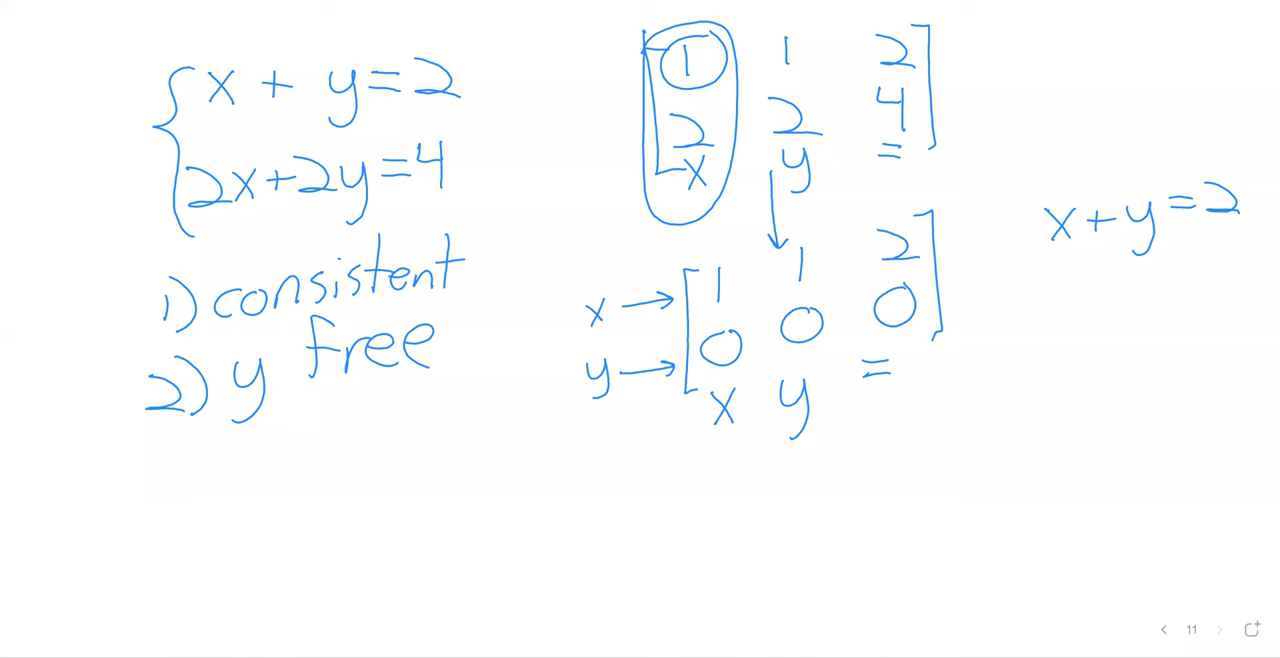 x + y = 2
2x+2y=4
1) consistent
2) y free
1 1 2
2 2 4
x y =
x → 1 1 2
y → 0 0 0
x y =
x+y=2
11